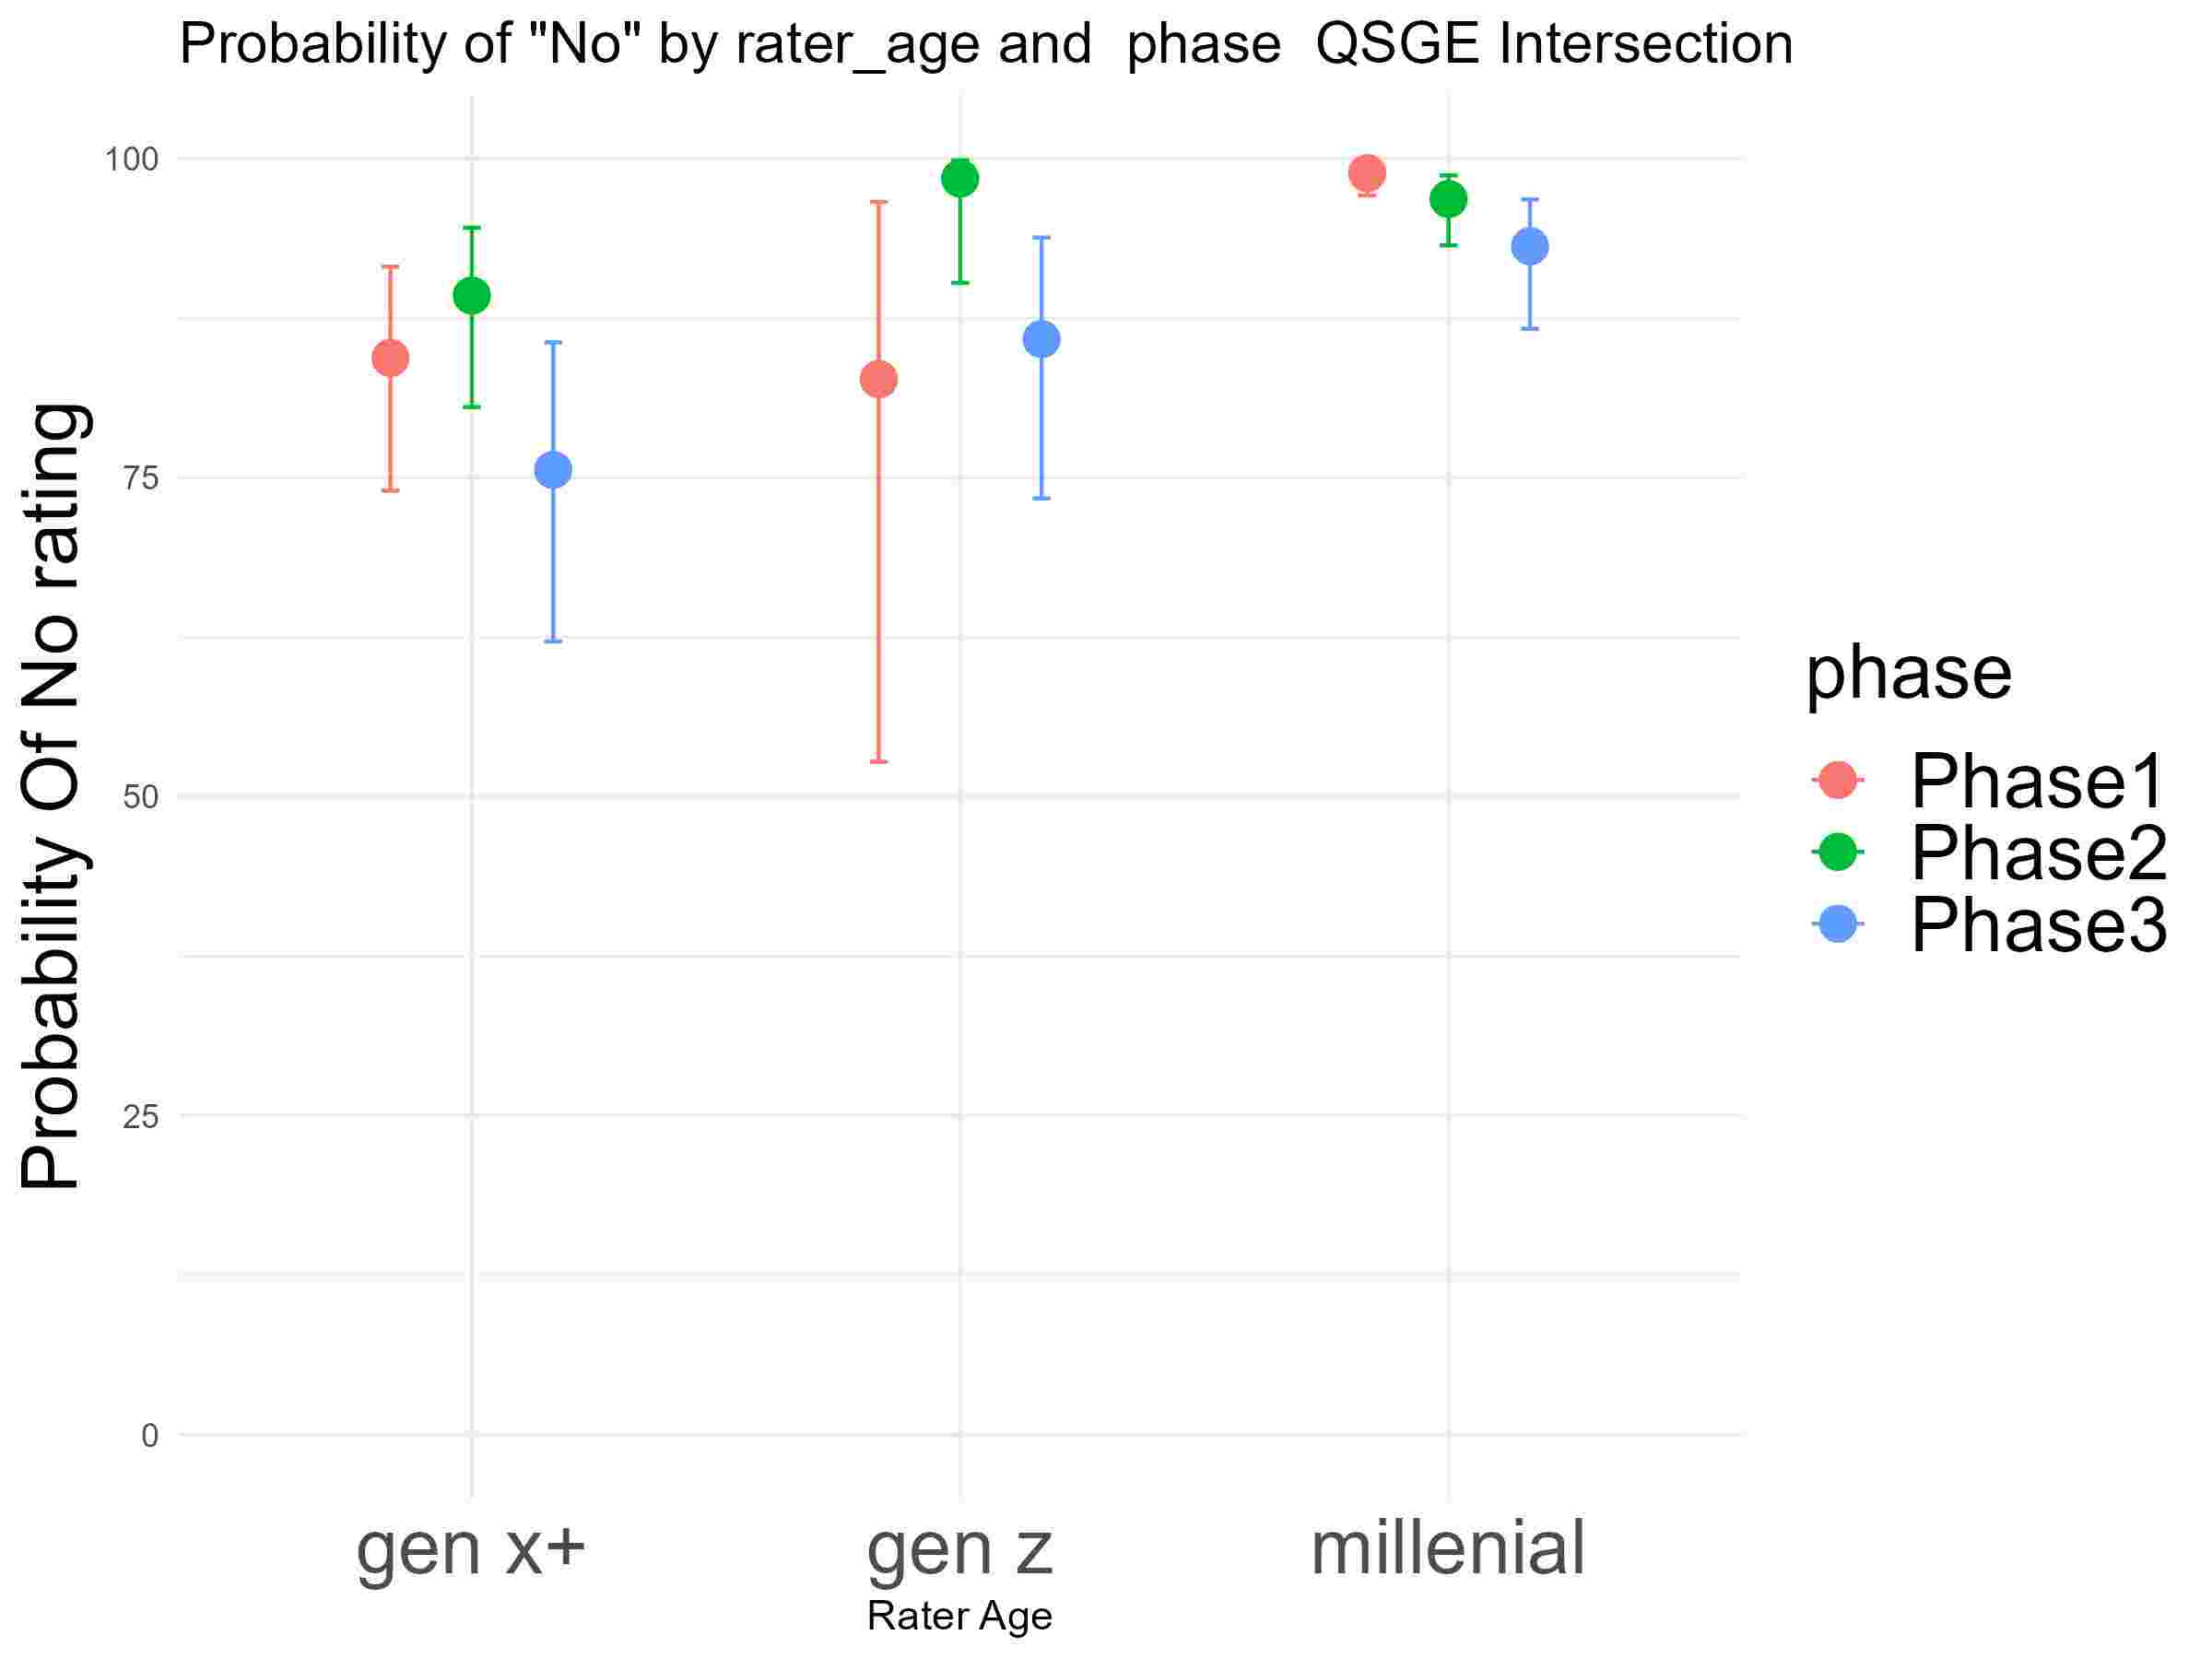 Probability of "No" by rater_age and  phase  QSGE Intersection
Probability Of No rating
100
75
50
25
0
gen x+
gen z
millenial
Rater Age
phase
Phase1
Phase2
Phase3